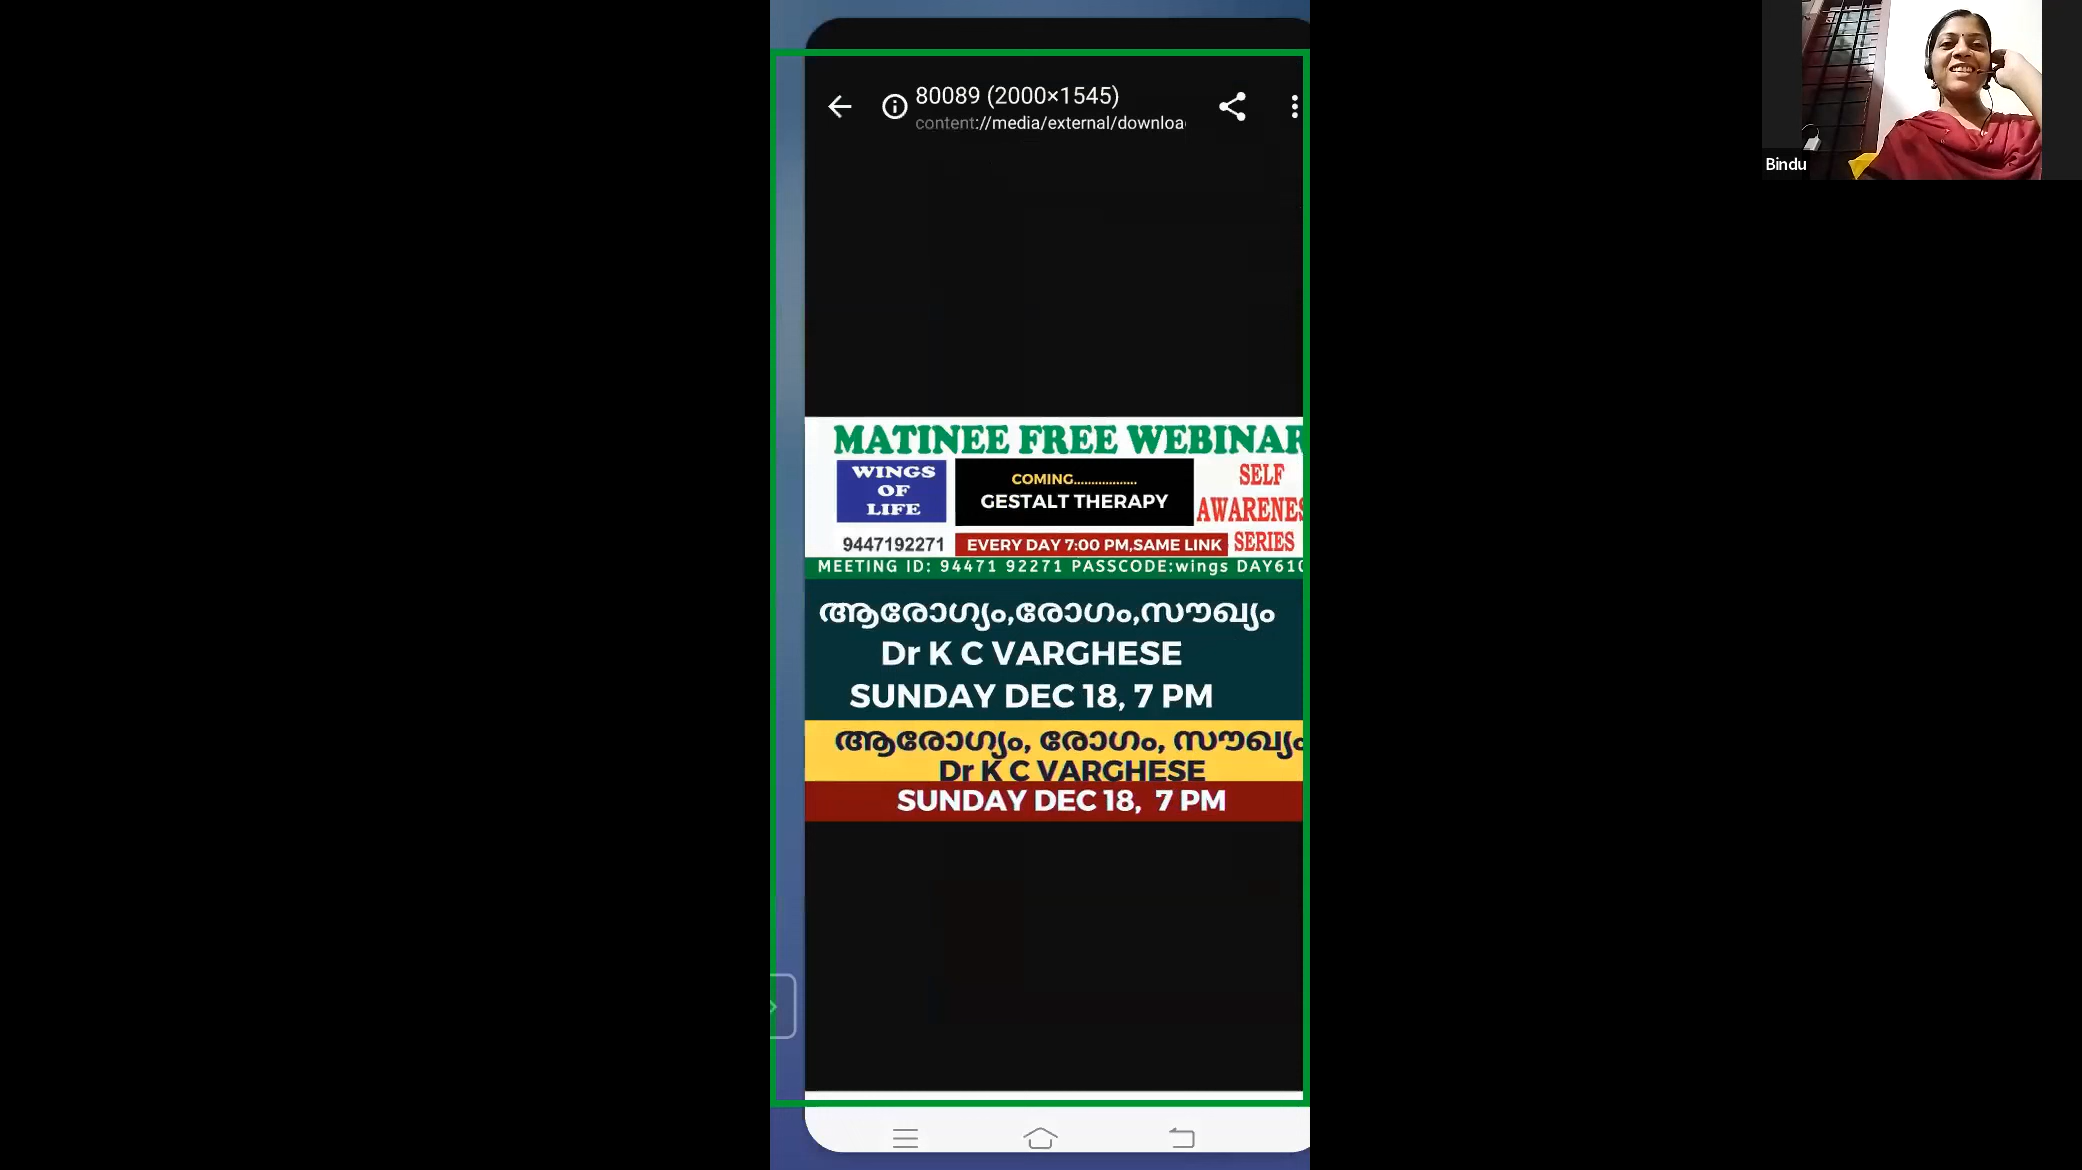 80089 (2000×1545)
content://media/external/downloa
MATINEE FREE WEBINAR
WINGS
OF
LIFE
COMING..................
GESTALT THERAPY
SELF
AWARENES
SERIES
9447192271
EVERY DAY 7:00 PM,SAME LINK
MEETING ID: 94471 92271 PASSCODE:wings DAY610
ആരോഗ്യം,രോഗം,സൗഖ്യം
Dr K C VARGHESE
SUNDAY DEC 18, 7 PM
ആരോഗ്യം, രോഗം, സൗഖ്യം
Dr K C VARGHESE
SUNDAY DEC 18, 7 PM
Bindu